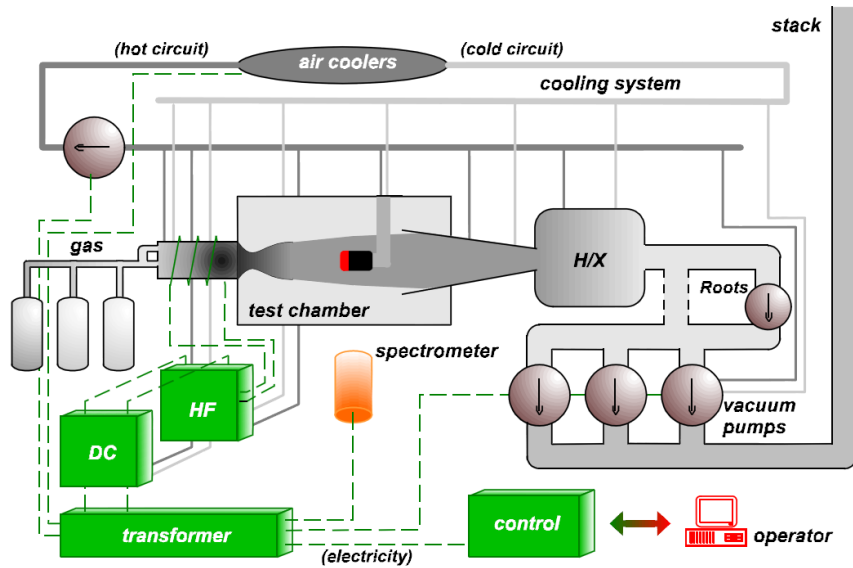 stack
(hot circuit)
(cold circuit)
air coolers
cooling system
gas
H/X
Roots
test chamber
spectrometer
HF
vacuum
pumps
DC
control
transformer
operator
(electricity)